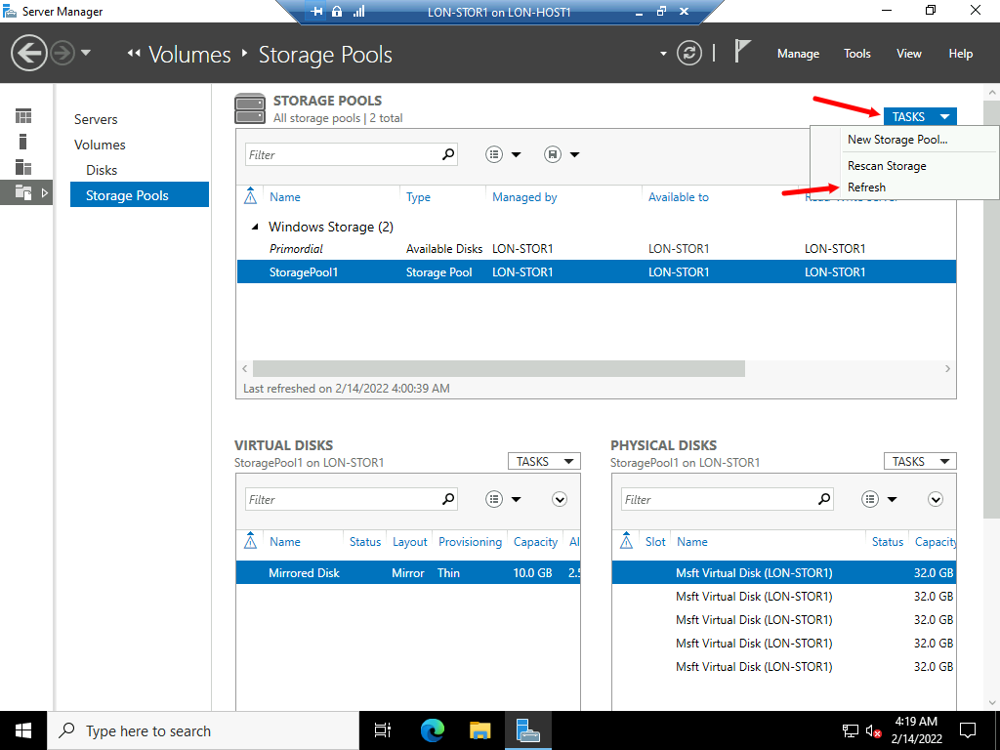 Server Manager
LON-STOR1 on LON-HOST1
Volumes Storage Pools
Manage Tools View Help
Servers
Volumes
Disks
Storage Pools
STORAGE POOLS
All storage pools | 2 total
TASKS
New Storage Pool...
Rescan Storage
Refresh
Filter
Name Type Managed by Available to
Windows Storage (2)
Primordial Available Disks LON-STOR1 LON-STOR1 LON-STOR1
StoragePool1 Storage Pool LON-STOR1 LON-STOR1 LON-STOR1
Last refreshed on 2/14/2022 4:00:39 AM
VIRTUAL DISKS
StoragePool1 on LON-STOR1
TASKS
Filter
Name Status Layout Provisioning Capacity Al
Mirrored Disk Mirror Thin 10.0 GB 2.5
PHYSICAL DISKS
StoragePool1 on LON-STOR1
TASKS
Filter
Slot Name Status Capacity
Msft Virtual Disk (LON-STOR1) 32.0 GB
Msft Virtual Disk (LON-STOR1) 32.0 GB
Msft Virtual Disk (LON-STOR1) 32.0 GB
Msft Virtual Disk (LON-STOR1) 32.0 GB
Msft Virtual Disk (LON-STOR1) 32.0 GB
Type here to search
4:19 AM
2/14/2022